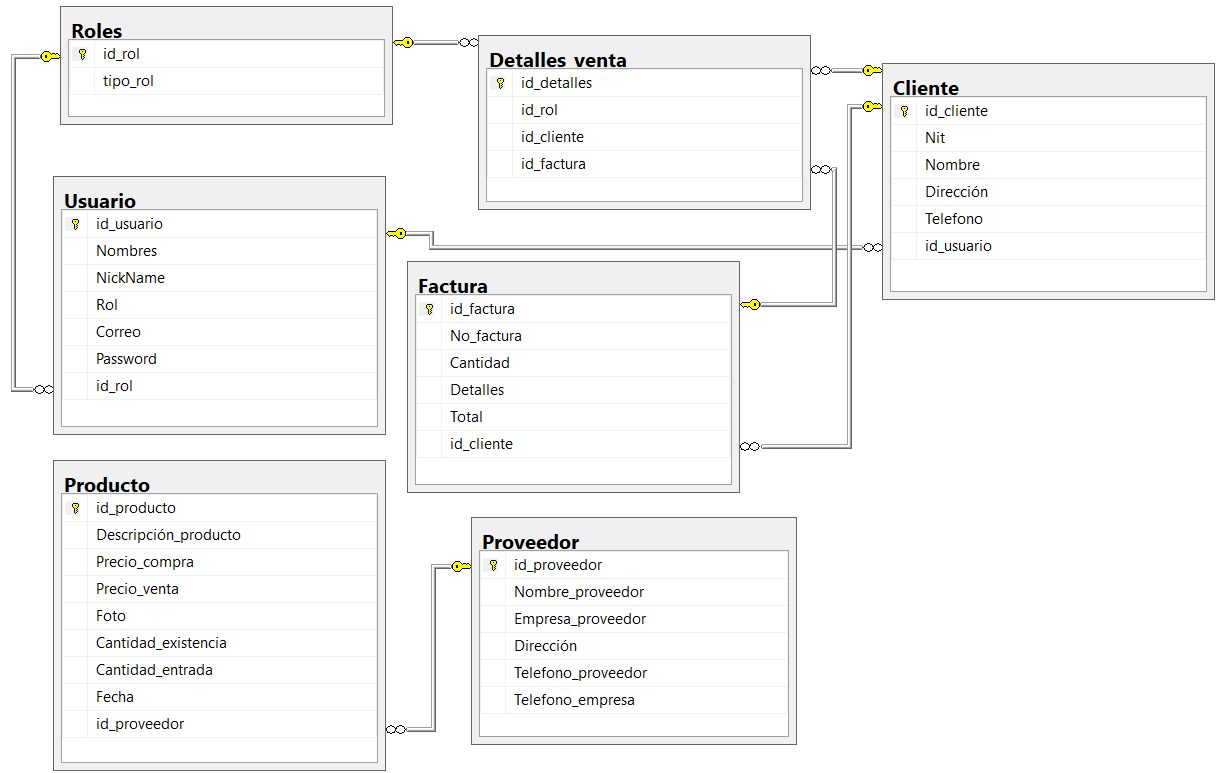 Roles
id_rol
tipo_rol
Detalles_venta
id_detalles
id_rol
id_cliente
id_factura
Cliente
id_cliente
Nit
Nombre
Dirección
Telefono
id_usuario
Usuario
id_usuario
Nombres
NickName
Rol
Correo
Password
id_rol
Factura
id_factura
No_factura
Cantidad
Detalles
Total
id_cliente
Producto
id_producto
Descripción_producto
Precio_compra
Precio_venta
Foto
Cantidad_existencia
Cantidad_entrada
Fecha
id_proveedor
Proveedor
id_proveedor
Nombre_proveedor
Empresa_proveedor
Dirección
Telefono_proveedor
Telefono_empresa